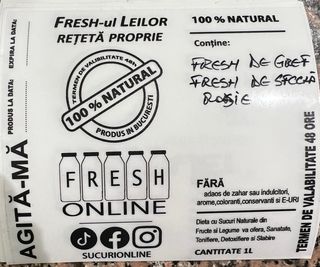 FRESH-ul LEILOR
REȚETĂ PROPRIE
TERMEN DE VALABILITATE 48h
100 % NATURAL
PRODUS IN BUCURESTI
FRESH
ONLINE
SUCURIONLINE
EXPIRA LA DATA:
PRODUS LA DATA:
AGITĂ-MĂ
100 % NATURAL
Conține:
FRESH DE GREF
FRESH DE SFECLĂ
ROȘIE
FĂRĂ
adaos de zahar sau indulcitori,
arome,coloranti,conservanti si E-URI
Dieta cu Sucuri Naturale din
Fructe si Legume va ofera, Sanatate,
Tonifiere, Detoxifiere si Slabire
CANTITATE 1L
TERMEN DE VALABILITATE 48 ORE